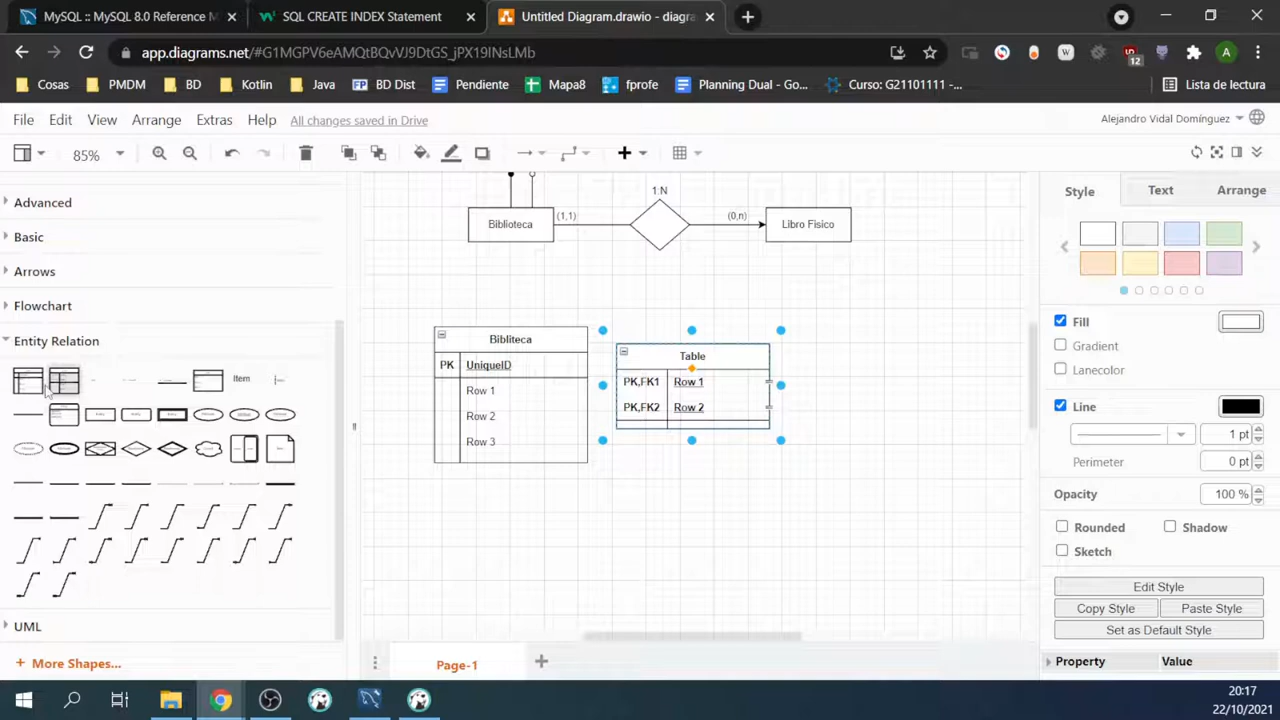 MySQL :: MySQL 8.0 Reference M
SQL CREATE INDEX Statement
Untitled Diagram.drawio - diagra
app.diagrams.net/#G1MGPV6eAMQtBQvVJ9DtGS_jPX19INsLMb
W
12
A
Cosas
PMDM
BD
Kotlin
Java
FP BD Dist
Pendiente
Mapa8
fprofe
Planning Dual - Go...
Curso: G21101111 -...
Lista de lectura
File Edit View Arrange Extras Help All changes saved in Drive
Alejandro Vidal Domínguez
85%
Advanced
Basic
Arrows
Flowchart
Entity Relation
Item
UML
+ More Shapes...
1:N
Biblioteca
(1,1)
(0,n)
Libro Fisico
Bibliteca
PK UniqueID
Row 1
Row 2
Row 3
Table
PK,FK1 Row 1
PK,FK2 Row 2
Page-1
Style Text Arrange
Fill
Gradient
Lanecolor
Line
1 pt
Perimeter 0 pt
Opacity 100 %
Rounded Shadow
Sketch
Edit Style
Copy Style Paste Style
Set as Default Style
Property Value
20:17
22/10/2021